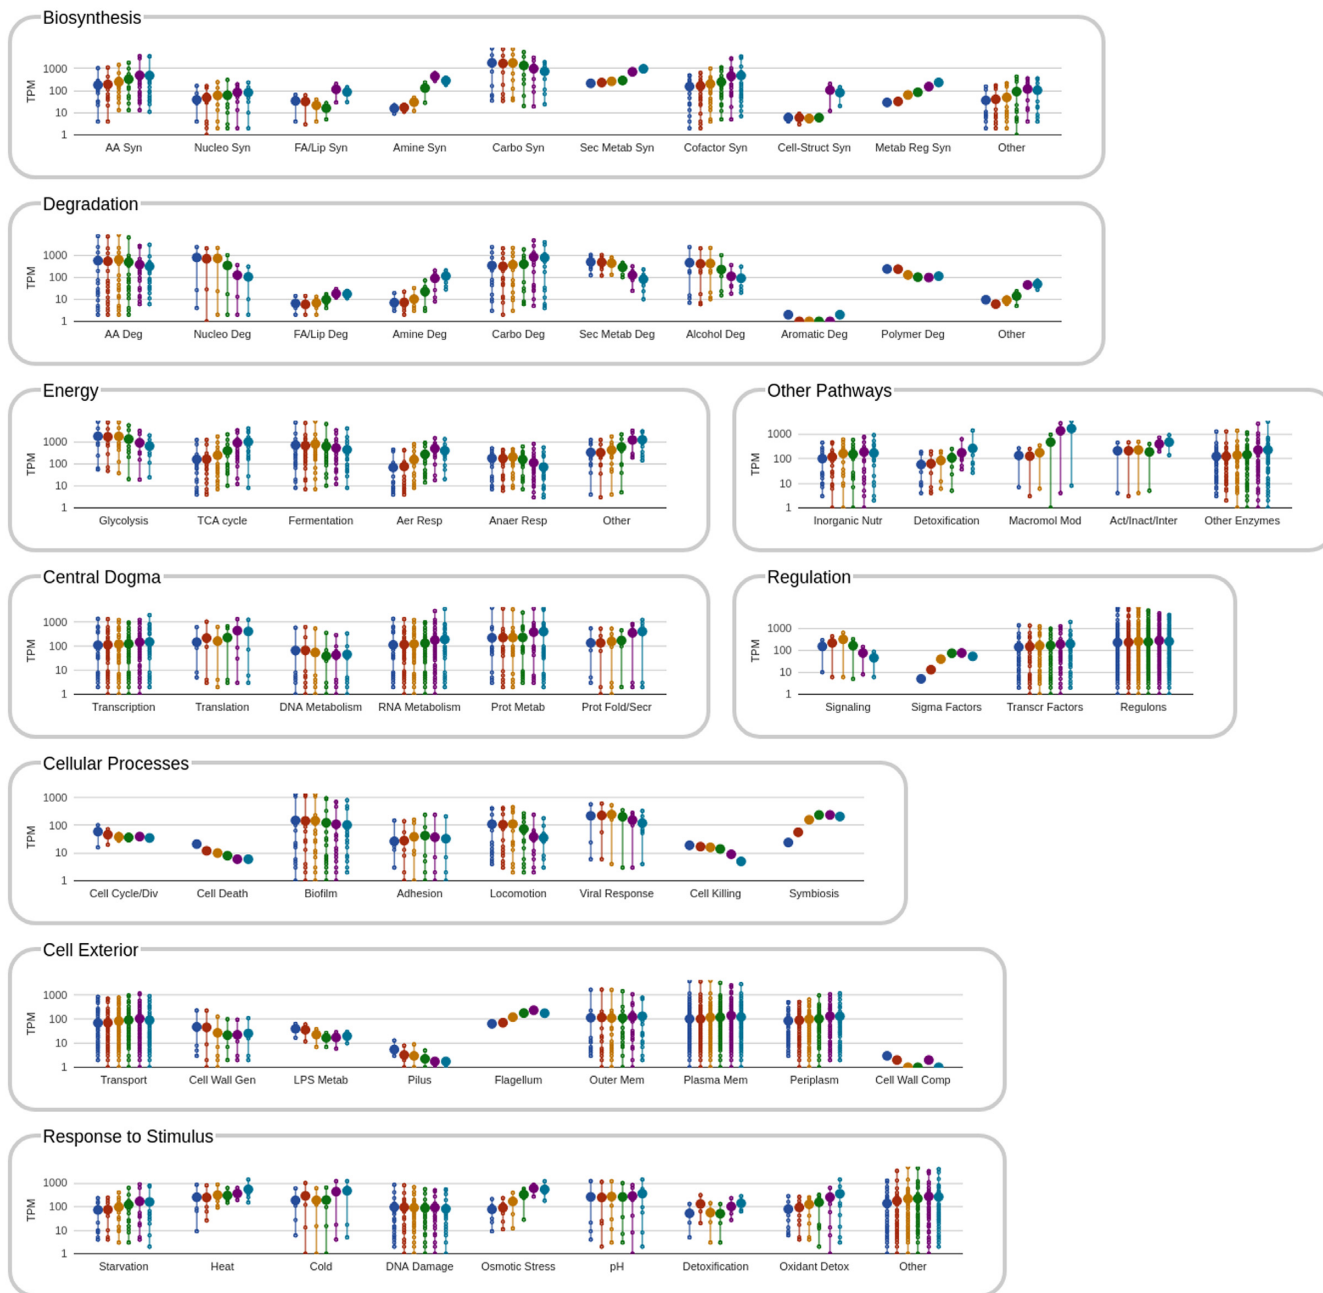 Biosynthesis
TPM
1000
100
10
1
AA Syn Nucleo Syn FA/Lip Syn Amine Syn Carbo Syn Sec Metab Syn Cofactor Syn Cell-Struct Syn Metab Reg Syn Other
Degradation
TPM
1000
100
10
1
AA Deg Nucleo Deg FA/Lip Deg Amine Deg Carbo Deg Sec Metab Deg Alcohol Deg Aromatic Deg Polymer Deg Other
Energy
TPM
1000
100
10
1
Glycolysis TCA cycle Fermentation Aer Resp Anaer Resp Other
Other Pathways
TPM
1000
100
10
1
Inorganic Nutr Detoxification Macromol Mod Act/Inact/Inter Other Enzymes
Central Dogma
TPM
1000
100
10
1
Transcription Translation DNA Metabolism RNA Metabolism Prot Metab Prot Fold/Secr
Regulation
TPM
1000
100
10
1
Signaling Sigma Factors Transcr Factors Regulons
Cellular Processes
TPM
1000
100
10
1
Cell Cycle/Div Cell Death Biofilm Adhesion Locomotion Viral Response Cell Killing Symbiosis
Cell Exterior
TPM
1000
100
10
1
Transport Cell Wall Gen LPS Metab Pilus Flagellum Outer Mem Plasma Mem Periplasm Cell Wall Comp
Response to Stimulus
TPM
1000
100
10
1
Starvation Heat Cold DNA Damage Osmotic Stress pH Detoxification Oxidant Detox Other